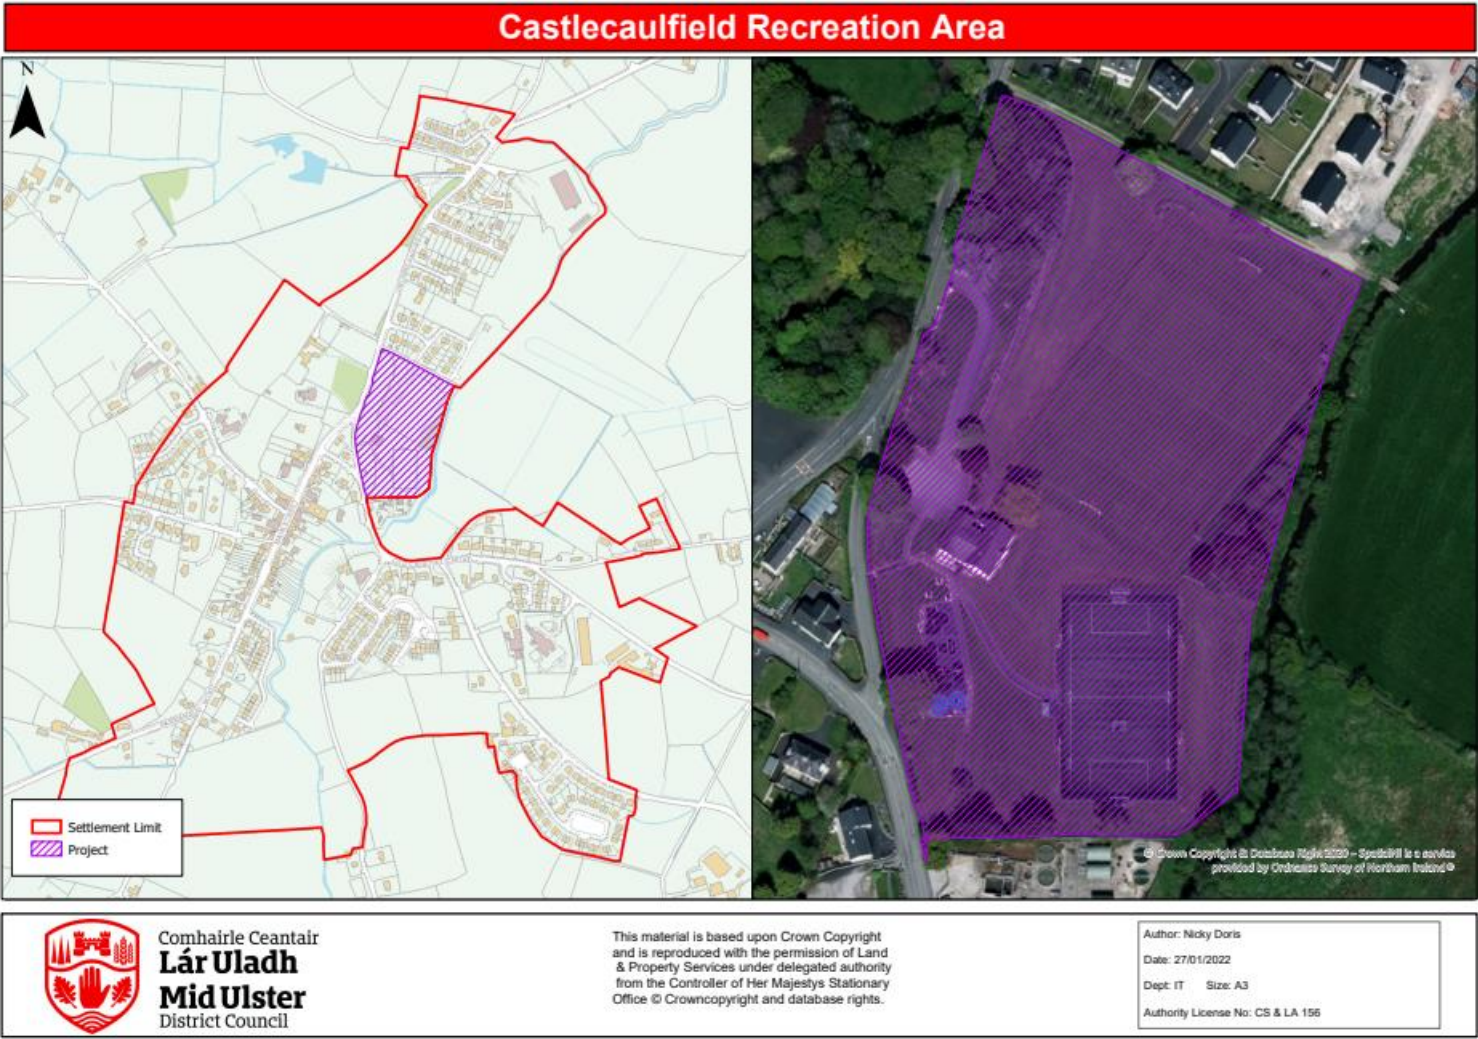 Castlecaulfield Recreation Area
N
Settlement Limit
Project
© Crown Copyright & Database Right 2020 – SpatialNI is a service
provided by Ordnance Survey of Northern Ireland ©
Comhairle Ceantair
Lár Uladh
Mid Ulster
District Council
This material is based upon Crown Copyright
and is reproduced with the permission of Land
& Property Services under delegated authority
from the Controller of Her Majestys Stationary
Office © Crowncopyright and database rights.
Author: Nicky Doris
Date: 27/01/2022
Dept: IT Size: A3
Authority License No: CS & LA 156